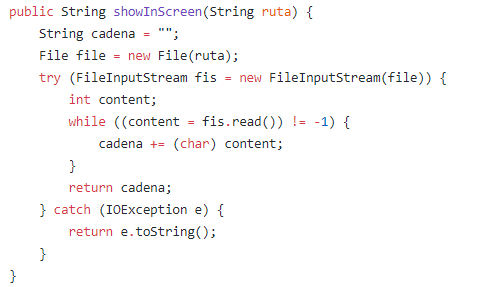 public String showInScreen(String ruta) {
    String cadena = "";
    File file = new File(ruta);
    try (FileInputStream fis = new FileInputStream(file)) {
        int content;
        while ((content = fis.read()) != -1) {
            cadena += (char) content;
        }
        return cadena;
    } catch (IOException e) {
        return e.toString();
    }
}